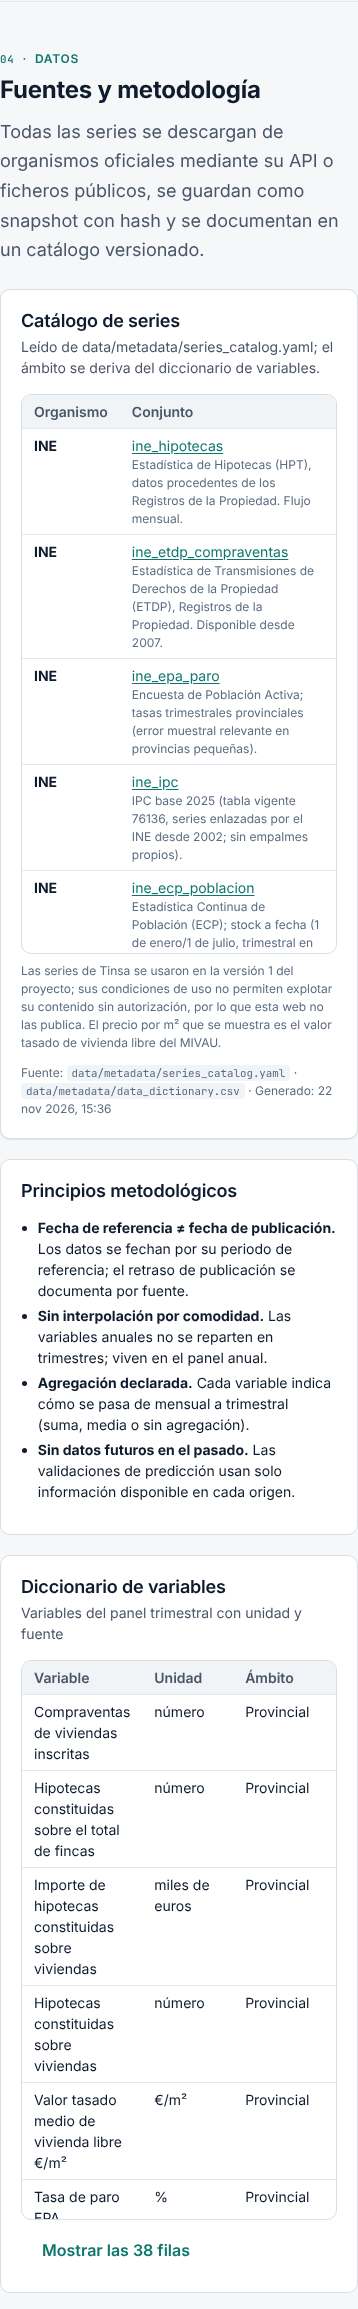 04 · DATOS
Fuentes y metodología
Todas las series se descargan de
organismos oficiales mediante su API o
ficheros públicos, se guardan como
snapshot con hash y se documentan en
un catálogo versionado.
Catálogo de series
Leído de data/metadata/series_catalog.yaml; el
ámbito se deriva del diccionario de variables.
Organismo Conjunto
INE ine_hipotecas
Estadística de Hipotecas (HPT),
datos procedentes de los
Registros de la Propiedad. Flujo
mensual.
INE ine_etdp_compraventas
Estadística de Transmisiones de
Derechos de la Propiedad
(ETDP), Registros de la
Propiedad. Disponible desde
2007.
INE ine_epa_paro
Encuesta de Población Activa;
tasas trimestrales provinciales
(error muestral relevante en
provincias pequeñas).
INE ine_ipc
IPC base 2025 (tabla vigente
76136, series enlazadas por el
INE desde 2002; sin empalmes
propios).
INE ine_ecp_poblacion
Estadística Continua de
Población (ECP); stock a fecha (1
de enero/1 de julio, trimestral en
Las series de Tinsa se usaron en la versión 1 del
proyecto; sus condiciones de uso no permiten explotar
su contenido sin autorización, por lo que esta web no
las publica. El precio por m² que se muestra es el valor
tasado de vivienda libre del MIVAU.
Fuente: data/metadata/series_catalog.yaml ·
data/metadata/data_dictionary.csv · Generado: 22
nov 2026, 15:36
Principios metodológicos
• Fecha de referencia ≠ fecha de publicación.
Los datos se fechan por su periodo de
referencia; el retraso de publicación se
documenta por fuente.
• Sin interpolación por comodidad. Las
variables anuales no se reparten en
trimestres; viven en el panel anual.
• Agregación declarada. Cada variable indica
cómo se pasa de mensual a trimestral
(suma, media o sin agregación).
• Sin datos futuros en el pasado. Las
validaciones de predicción usan solo
información disponible en cada origen.
Diccionario de variables
Variables del panel trimestral con unidad y
fuente
Variable Unidad Ámbito
Compraventas número Provincial
de viviendas
inscritas
Hipotecas número Provincial
constituidas
sobre el total
de fincas
Importe de miles de Provincial
hipotecas euros
constituidas
sobre
viviendas
Hipotecas número Provincial
constituidas
sobre
viviendas
Valor tasado €/m² Provincial
medio de
vivienda libre
€/m²
Tasa de paro % Provincial
EPA
Mostrar las 38 filas